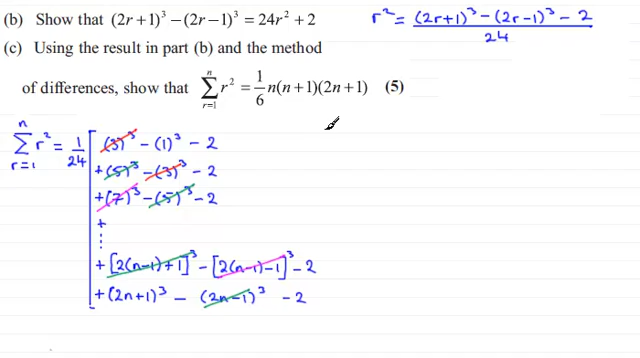 (b) Show that (2r + 1)³ − (2r − 1)³ = 24r² + 2
r² = ((2r+1)³ − (2r−1)³ − 2) / 24
(c) Using the result in part (b) and the method
of differences, show that ∑_{r=1}^{n} r² = 1/6 n(n + 1)(2n + 1) (5)
∑_{r=1}^{n} r² = 1/24 [ (3)³ − (1)³ − 2
+ (5)³ − (3)³ − 2
+ (7)³ − (5)³ − 2
+
⋮
+ [2(n−1)+1]³ − [2(n−1)−1]³ − 2
+ (2n+1)³ − (2n−1)³ − 2